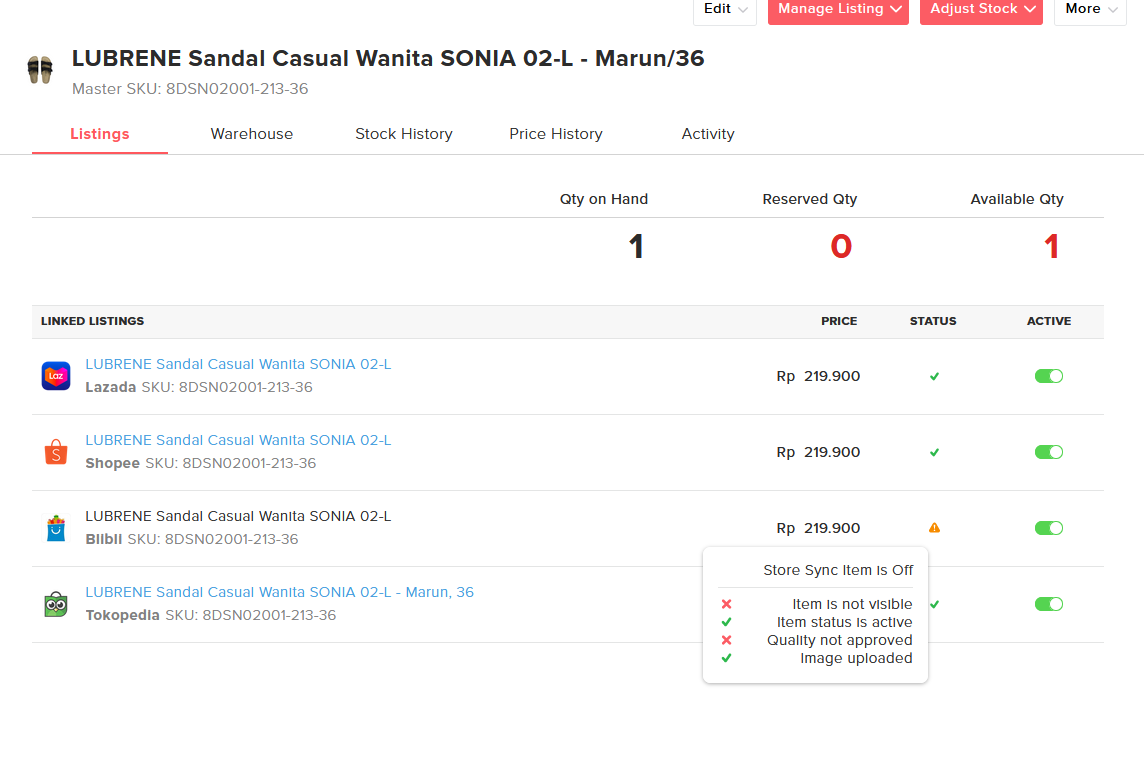 Edit
Manage Listing
Adjust Stock
More
LUBRENE Sandal Casual Wanita SONIA 02-L - Marun/36
Master SKU: 8DSN02001-213-36
Listings
Warehouse
Stock History
Price History
Activity
Qty on Hand
Reserved Qty
Available Qty
1
0
1
LINKED LISTINGS
PRICE
STATUS
ACTIVE
Laz
LUBRENE Sandal Casual Wanita SONIA 02-L
Lazada SKU: 8DSN02001-213-36
Rp 219.900
LUBRENE Sandal Casual Wanita SONIA 02-L
Shopee SKU: 8DSN02001-213-36
Rp 219.900
LUBRENE Sandal Casual Wanita SONIA 02-L
Blibli SKU: 8DSN02001-213-36
Rp 219.900
LUBRENE Sandal Casual Wanita SONIA 02-L - Marun, 36
Tokopedia SKU: 8DSN02001-213-36
Store Sync Item is Off
Item is not visible
Item status is active
Quality not approved
Image uploaded